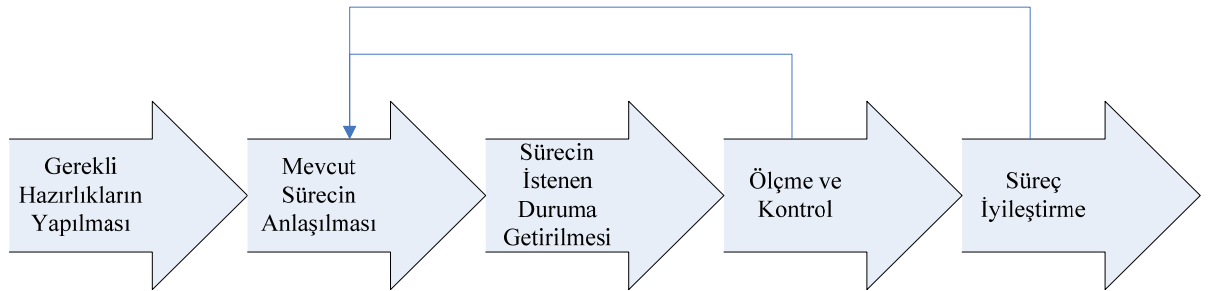 Gerekli
Hazırlıkların
Yapılması
Mevcut
Sürecin
Anlaşılması
Sürecin
İstenen
Duruma
Getirilmesi
Ölçme ve
Kontrol
Süreç
İyileştirme